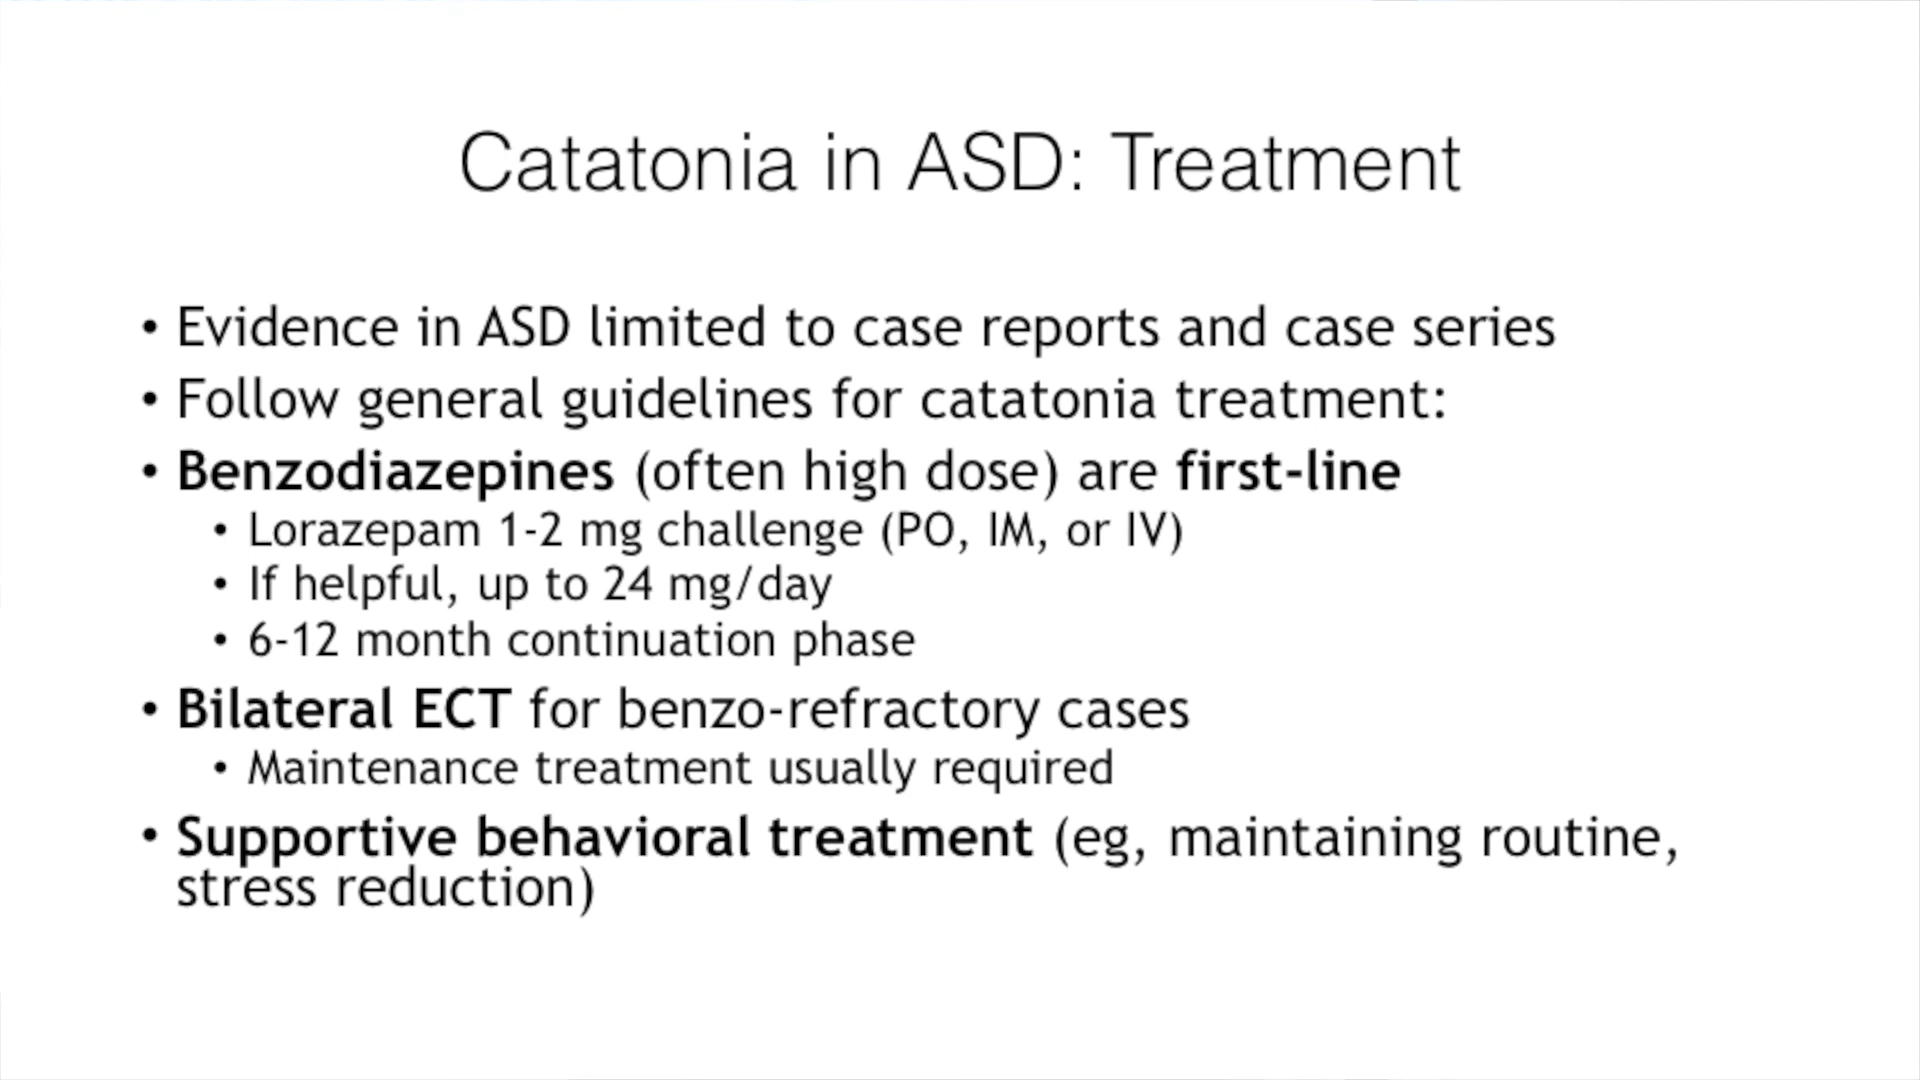 Catatonia in ASD: Treatment
• Evidence in ASD limited to case reports and case series
• Follow general guidelines for catatonia treatment:
• Benzodiazepines (often high dose) are first-line
• Lorazepam 1-2 mg challenge (PO, IM, or IV)
• If helpful, up to 24 mg/day
• 6-12 month continuation phase
• Bilateral ECT for benzo-refractory cases
• Maintenance treatment usually required
• Supportive behavioral treatment (eg, maintaining routine,
stress reduction)